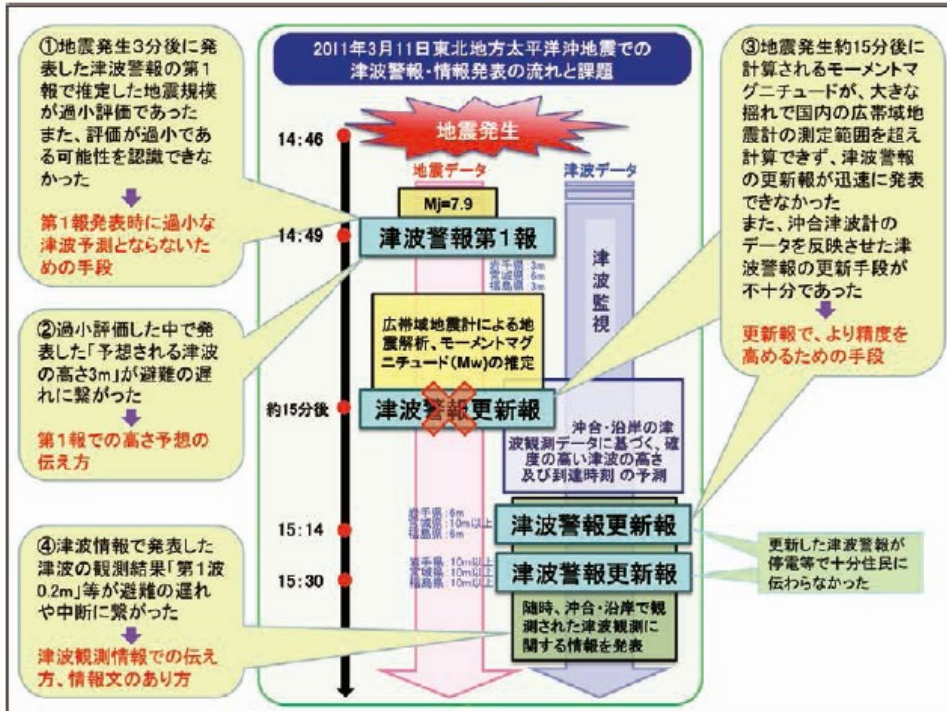 2011年3月11日東北地方太平洋沖地震での
津波警報・情報発表の流れと課題
①地震発生3分後に発
表した津波警報の第1
報で推定した地震規模
が過小評価であった
また、評価が過小であ
る可能性を認識できな
かった
第1報発表時に過小な
津波予測とならないた
めの手段
②過小評価した中で発
表した「予想される津波
の高さ3m」が避難の遅
れに繋がった
第1報での高さ予想の
伝え方
④津波情報で発表した
津波の観測結果「第1波
0.2m」等が避難の遅れ
や中断に繋がった
津波観測情報での伝え
方、情報文のあり方
14:46
地震発生
地震データ
津波データ
Mj=7.9
14:49
津波警報第1報
岩手県:3m
宮城県:6m
福島県:3m
津波監視
広帯域地震計による地
震解析、モーメントマグ
ニチュード(Mw)の推定
約15分後
津波警報更新報
沖合・沿岸の津
波観測データに基づく、確
度の高い津波の高さ
及び到達時刻の予測
15:14
岩手県:6m
宮城県:10m以上
福島県:6m
津波警報更新報
15:30
岩手県:10m以上
宮城県:10m以上
福島県:10m以上
津波警報更新報
随時、沖合・沿岸で観
測された津波観測に
関する情報を発表
③地震発生約15分後に
計算されるモーメントマ
グニチュードが、大きな
揺れで国内の広帯域地
震計の測定範囲を超え
計算できず、津波警報
の更新報が迅速に発表
できなかった
また、沖合津波計の
データを反映させた津
波警報の更新手段が
不十分であった
更新報で、より精度を
高めるための手段
更新した津波警報が
停電等で十分住民に
伝わらなかった